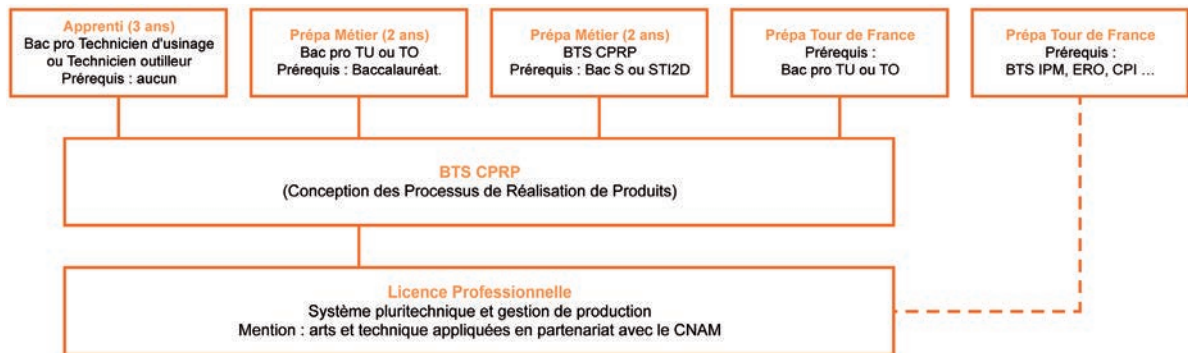 Apprenti (3 ans)
Bac pro Technicien d'usinage
ou Technicien outilleur
Prérequis : aucun
Prépa Métier (2 ans)
Bac pro TU ou TO
Prérequis : Baccalauréat.
Prépa Métier (2 ans)
BTS CPRP
Prérequis : Bac S ou STI2D
Prépa Tour de France
Prérequis :
Bac pro TU ou TO
Prépa Tour de France
Prérequis :
BTS IPM, ERO, CPI ...
BTS CPRP
(Conception des Processus de Réalisation de Produits)
Licence Professionnelle
Système pluritechnique et gestion de production
Mention : arts et technique appliquées en partenariat avec le CNAM